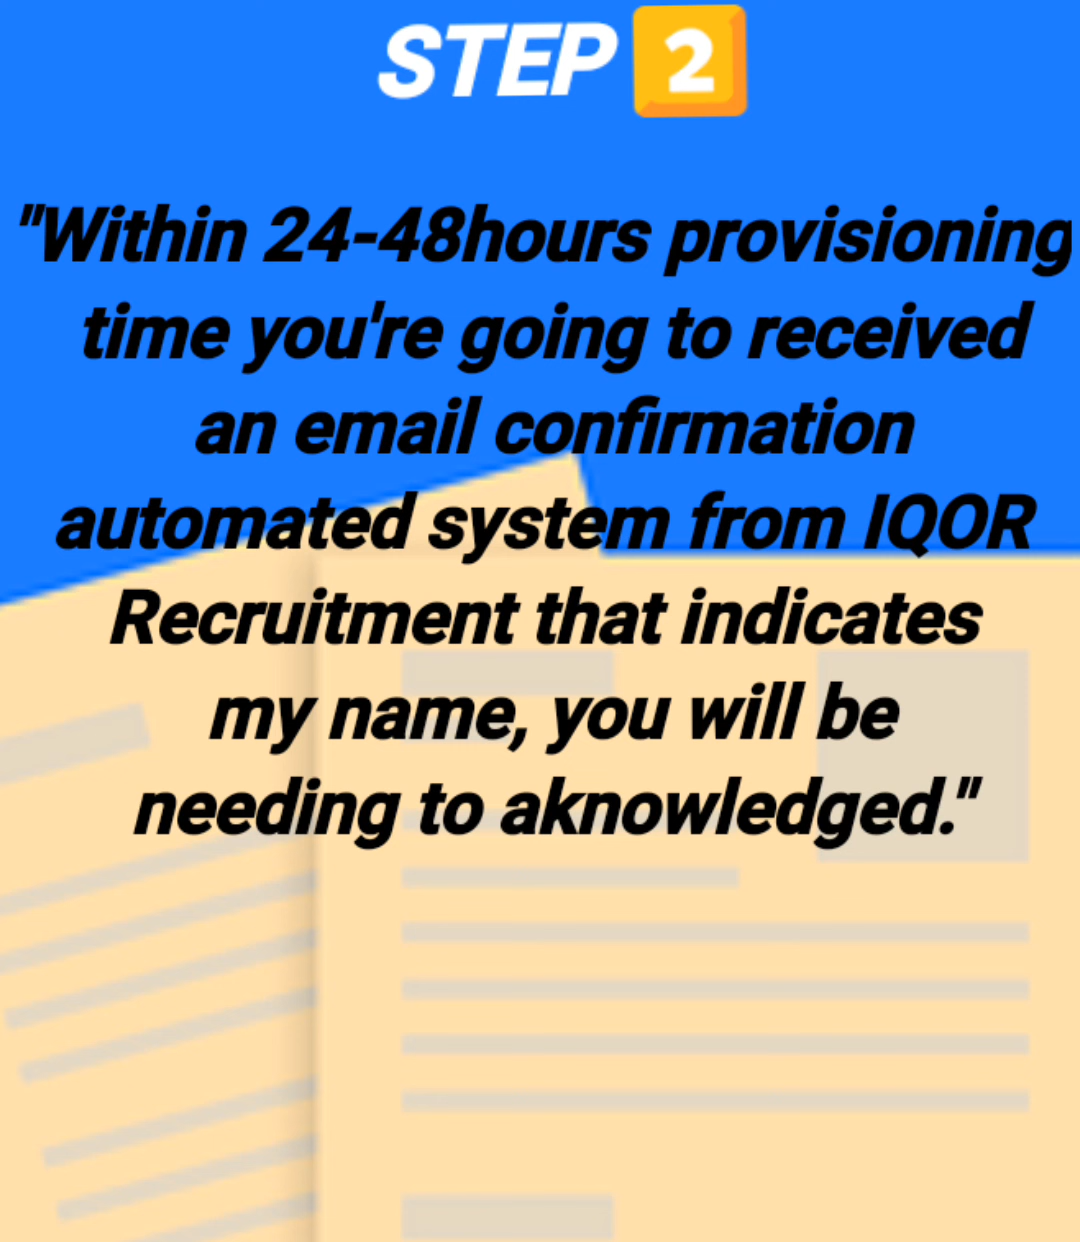 STEP 2
"Within 24-48hours provisioning
time you're going to received
an email confirmation
automated system from IQOR
Recruitment that indicates
my name, you will be
needing to aknowledged."